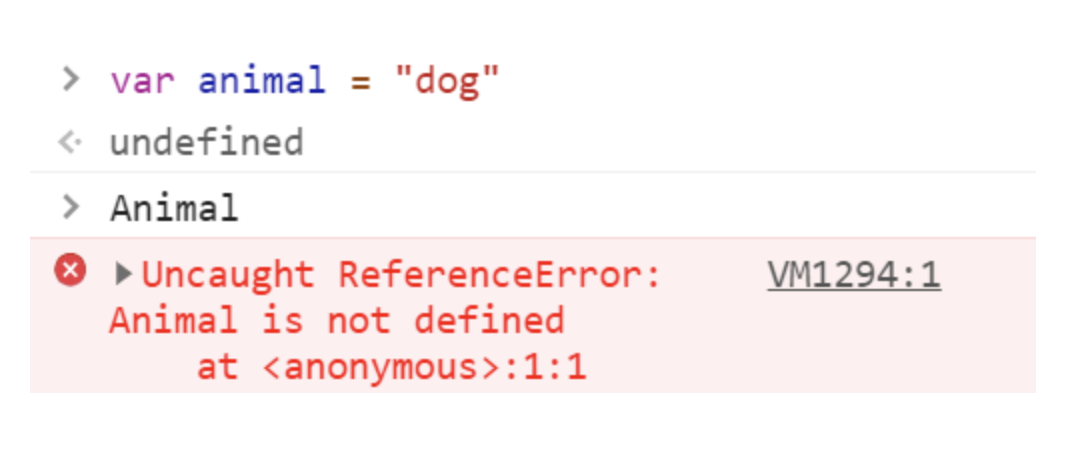 var animal = "dog"
undefined
Animal
Uncaught ReferenceError: VM1294:1
Animal is not defined
at <anonymous>:1:1